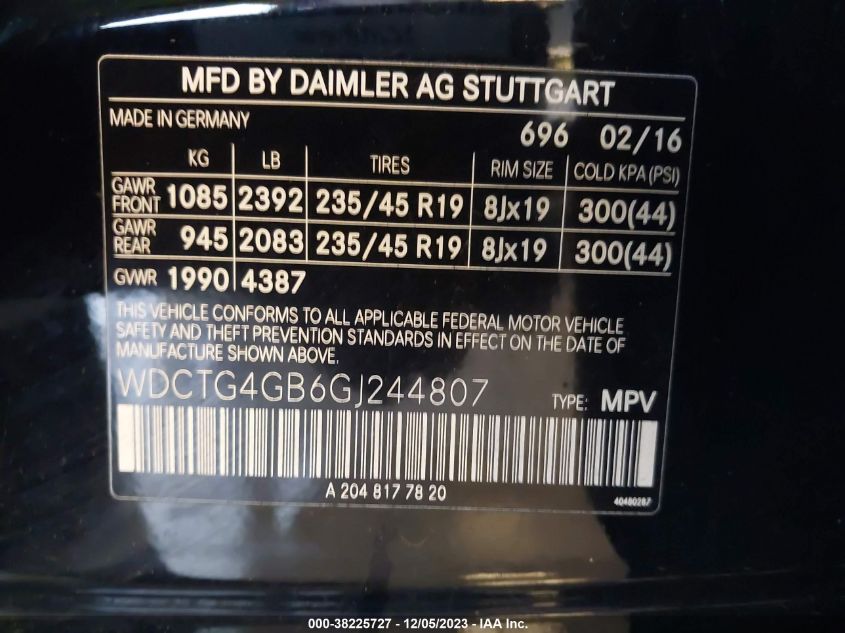 MFD BY DAIMLER AG STUTTGART
MADE IN GERMANY 696 02/16
KG LB TIRES RIM SIZE COLD KPA (PSI)
GAWR FRONT 1085 2392 235/45 R19 8Jx19 300(44)
GAWR REAR 945 2083 235/45 R19 8Jx19 300(44)
GVWR 1990 4387
THIS VEHICLE CONFORMS TO ALL APPLICABLE FEDERAL MOTOR VEHICLE
SAFETY AND THEFT PREVENTION STANDARDS IN EFFECT ON THE DATE OF
MANUFACTURE SHOWN ABOVE.
WDCTG4GB6GJ244807 TYPE: MPV
A 204 817 78 20
40480287
000-38225727 - 12/05/2023 - IAA Inc.